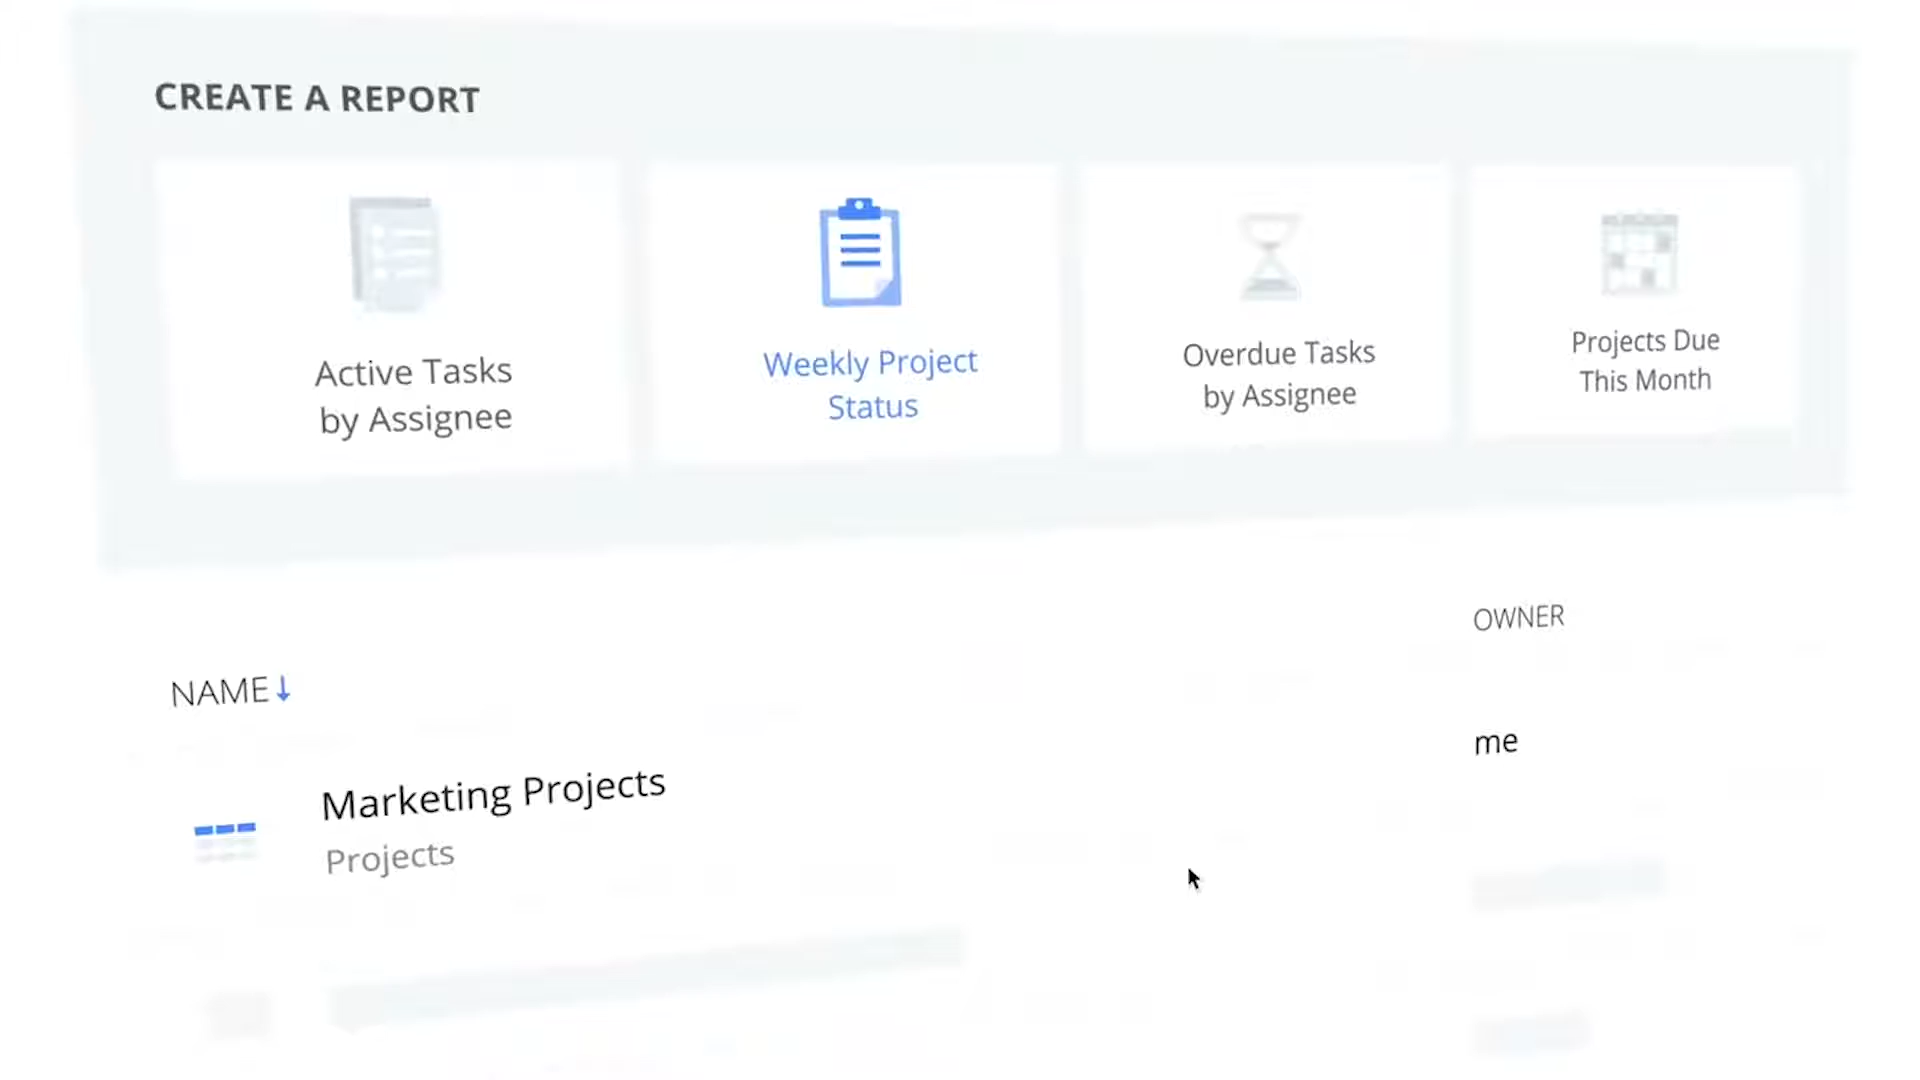 CREATE A REPORT
Active Tasks
by Assignee
Weekly Project
Status
Overdue Tasks
by Assignee
Projects Due
This Month
NAME
OWNER
Marketing Projects
Projects
me